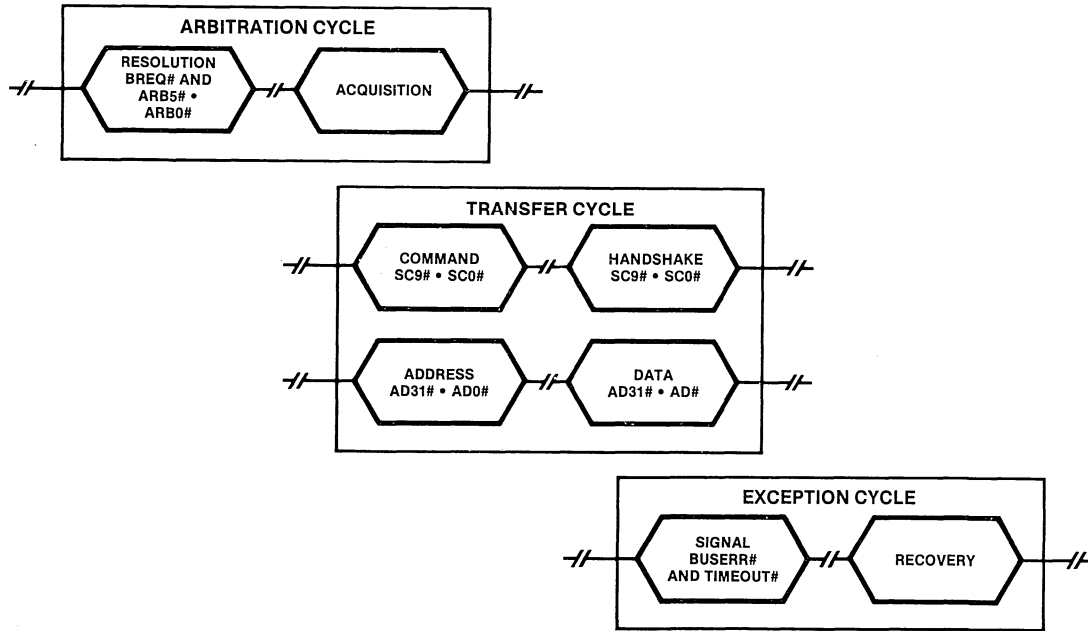 ARBITRATION CYCLE
RESOLUTION
BREQ# AND
ARB5# •
ARB0#
ACQUISITION
TRANSFER CYCLE
COMMAND
SC9# • SC0#
HANDSHAKE
SC9# • SC0#
ADDRESS
AD31# • AD0#
DATA
AD31# • AD#
EXCEPTION CYCLE
SIGNAL
BUSERR#
AND TIMEOUT#
RECOVERY